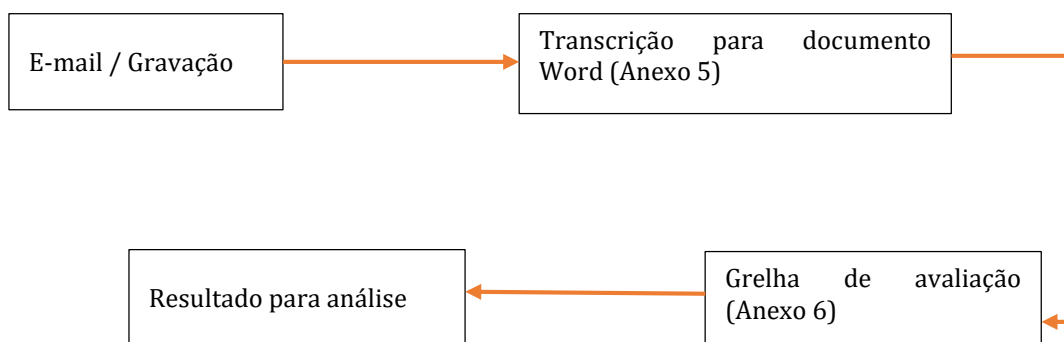 E-mail / Gravação
Transcrição para documento
Word (Anexo 5)
Resultado para análise
Grelha de avaliação
(Anexo 6)